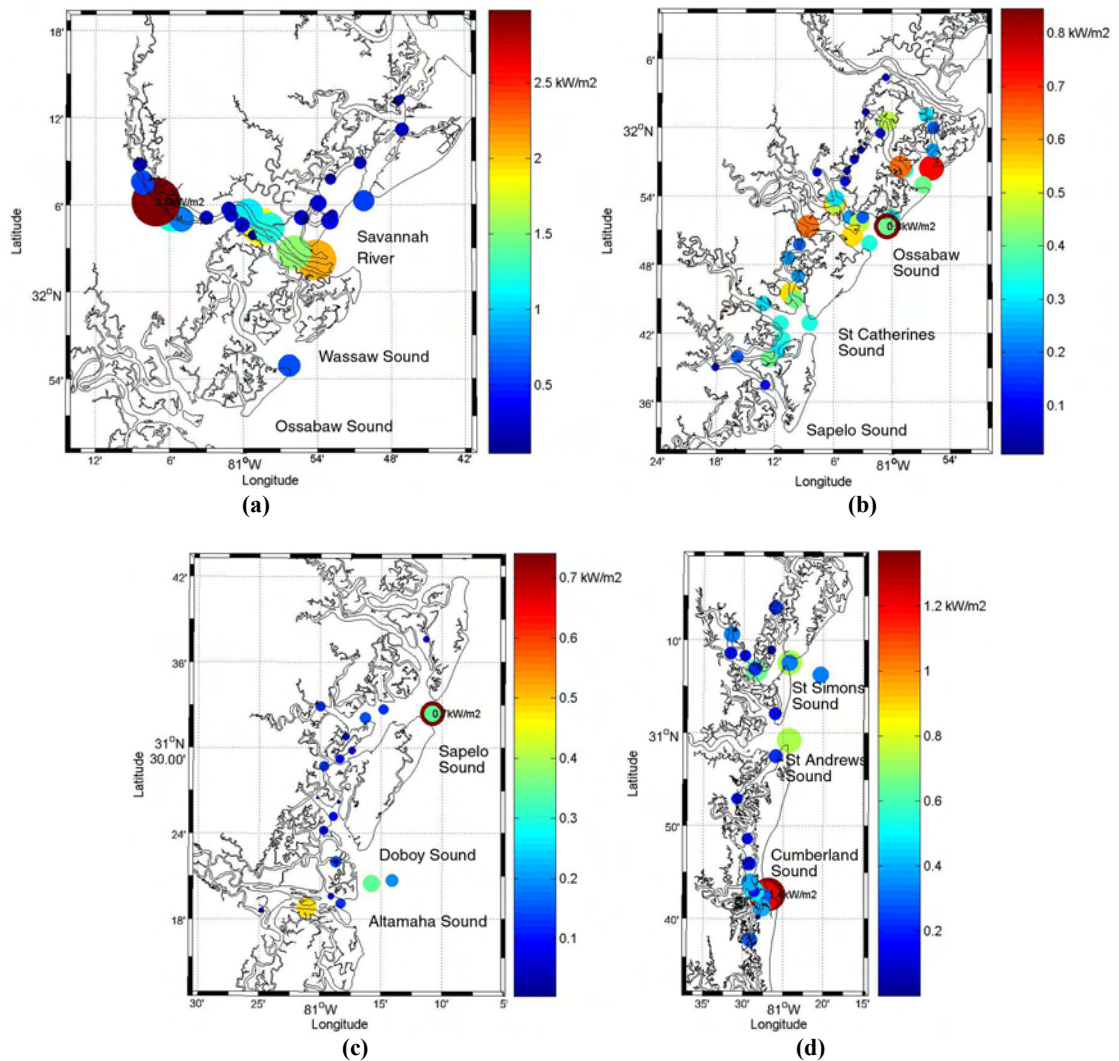 18'
12'
6'
32°N
54'
Latitude
12'
6'
81°W
54'
48'
42'
Longitude
Savannah
River
Wassaw Sound
Ossabaw Sound
2.5 kW/m2
2
1.5
1
0.5
(a)
6'
32°N
54'
48'
42'
36'
Latitude
24'
18'
12'
6'
81°W
54'
Longitude
Ossabaw
Sound
St Catherines
Sound
Sapelo Sound
0.8 kW/m2
0.7
0.6
0.5
0.4
0.3
0.2
0.1
(b)
42'
36'
31°N
30.00'
24'
18'
Latitude
30'
25'
20'
81°W
15'
10'
5'
Longitude
Sapelo
Sound
Doboy Sound
Altamaha Sound
0.7 kW/m2
0.6
0.5
0.4
0.3
0.2
0.1
(c)
10'
31°N
50'
40'
Latitude
35'
30'
25'
81°W
20'
15'
Longitude
St Simons
Sound
St Andrews
Sound
Cumberland
Sound
1.2 kW/m2
1
0.8
0.6
0.4
0.2
(d)